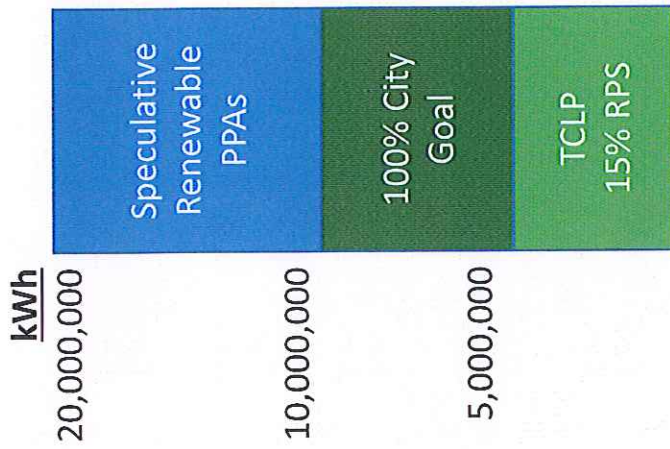 kWh
20,000,000
Speculative
Renewable
PPAs
10,000,000
100% City
Goal
5,000,000
TCLP
15% RPS